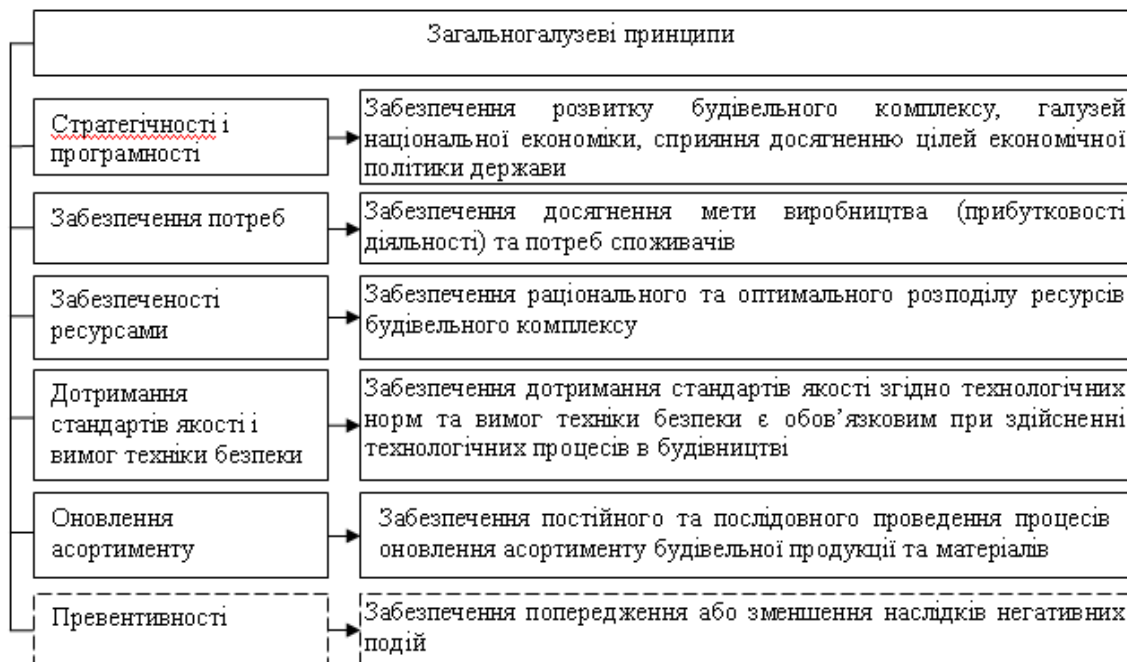 Загальногалузеві принципи
Стратегічності і
програмності
Забезпечення розвитку будівельного комплексу, галузей
національної економіки, сприяння досягненню цілей економічної
політики держави
Забезпечення потреб
Забезпечення досягнення мети виробництва (прибутковості
діяльності) та потреб споживачів
Забезпеченості
ресурсами
Забезпечення раціонального та оптимального розподілу ресурсів
будівельного комплексу
Дотримання
стандартів якості і
вимог техніки безпеки
Забезпечення дотримання стандартів якості згідно технологічних
норм та вимог техніки безпеки є обов’язковим при здійсненні
технологічних процесів в будівництві
Оновлення
асортименту
Забезпечення постійного та послідовного проведення процесів
оновлення асортименту будівельної продукції та матеріалів
Превентивності
Забезпечення попередження або зменшення наслідків негативних
подій